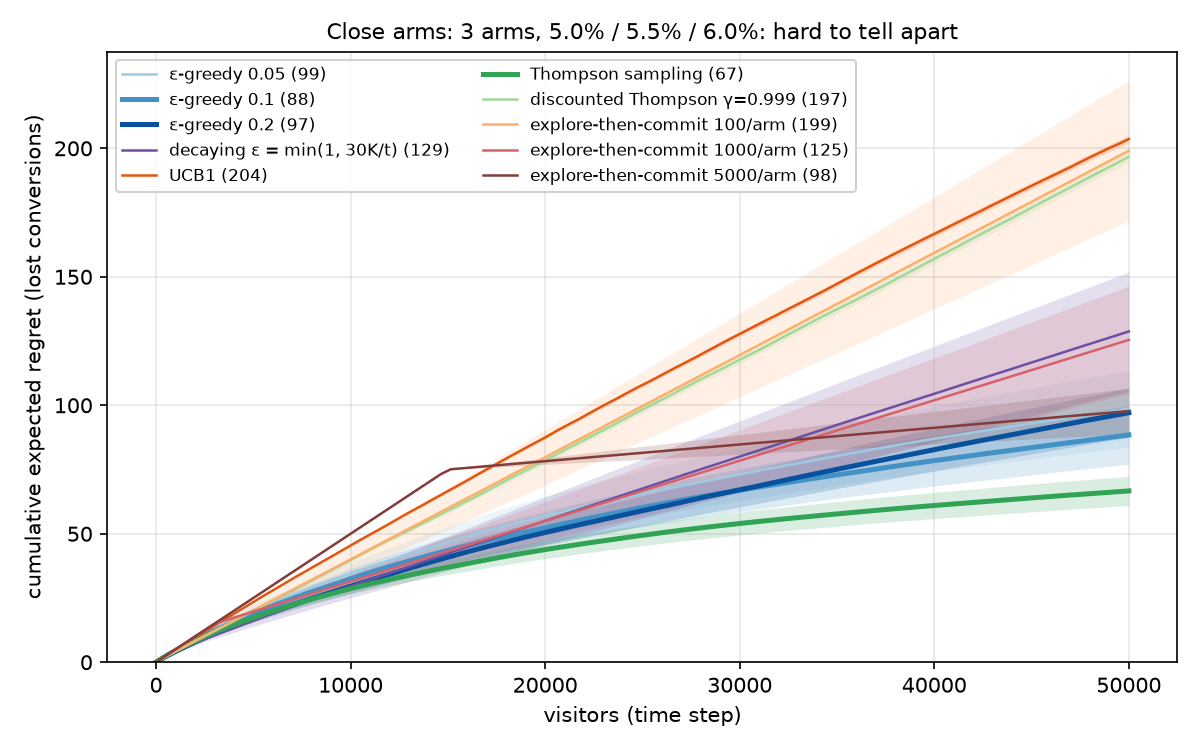 Close arms: 3 arms, 5.0% / 5.5% / 6.0%: hard to tell apart
ε-greedy 0.05 (99)
ε-greedy 0.1 (88)
ε-greedy 0.2 (97)
decaying ε = min(1, 30K/t) (129)
UCB1 (204)
Thompson sampling (67)
discounted Thompson γ=0.999 (197)
explore-then-commit 100/arm (199)
explore-then-commit 1000/arm (125)
explore-then-commit 5000/arm (98)
cumulative expected regret (lost conversions)
200
150
100
50
0
0 10000 20000 30000 40000 50000
visitors (time step)